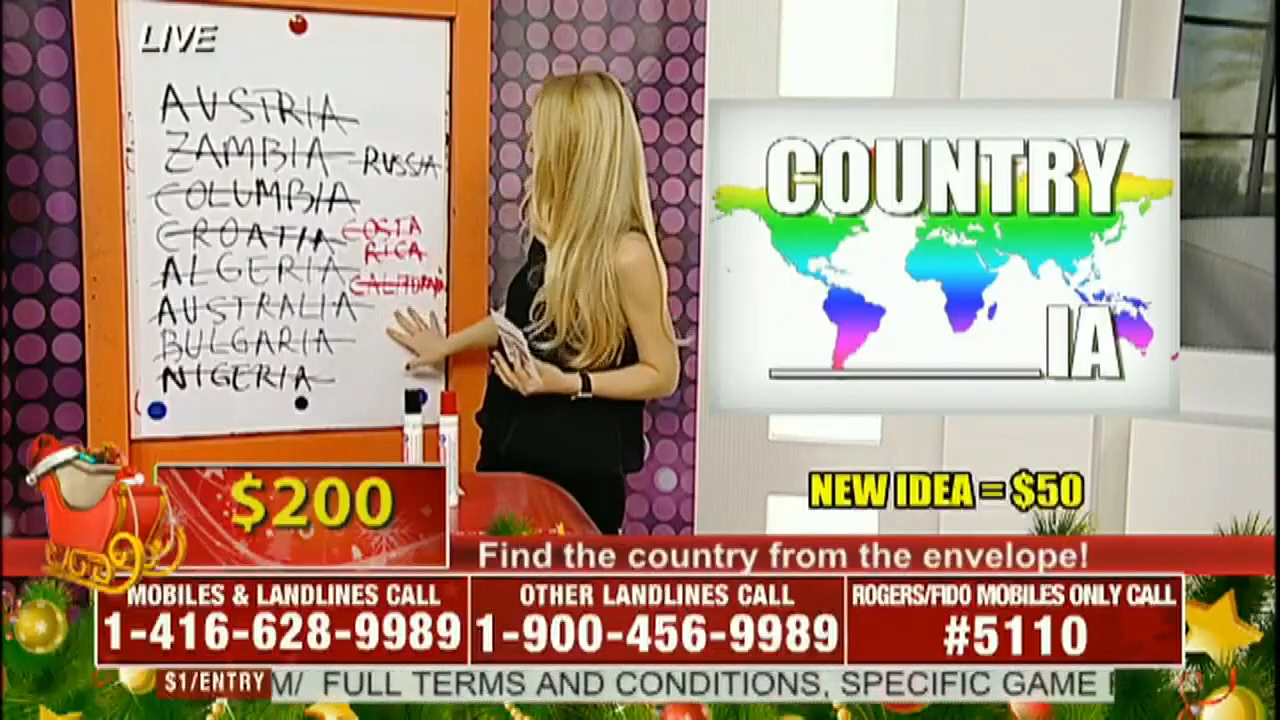 LIVE
AUSTRIA
ZAMBIA
RUSSIA
COLUMBIA
CROATIA
COSTA
RICA
ALGERIA
CALIFORNIA
AUSTRALIA
BULGARIA
NIGERIA
COUNTRY
IA
$200
NEW IDEA = $50
Find the country from the envelope!
MOBILES & LANDLINES CALL
1-416-628-9989
OTHER LANDLINES CALL
1-900-456-9989
ROGERS/FIDO MOBILES ONLY CALL
#5110
$1/ENTRY
M/ FULL TERMS AND CONDITIONS, SPECIFIC GAME